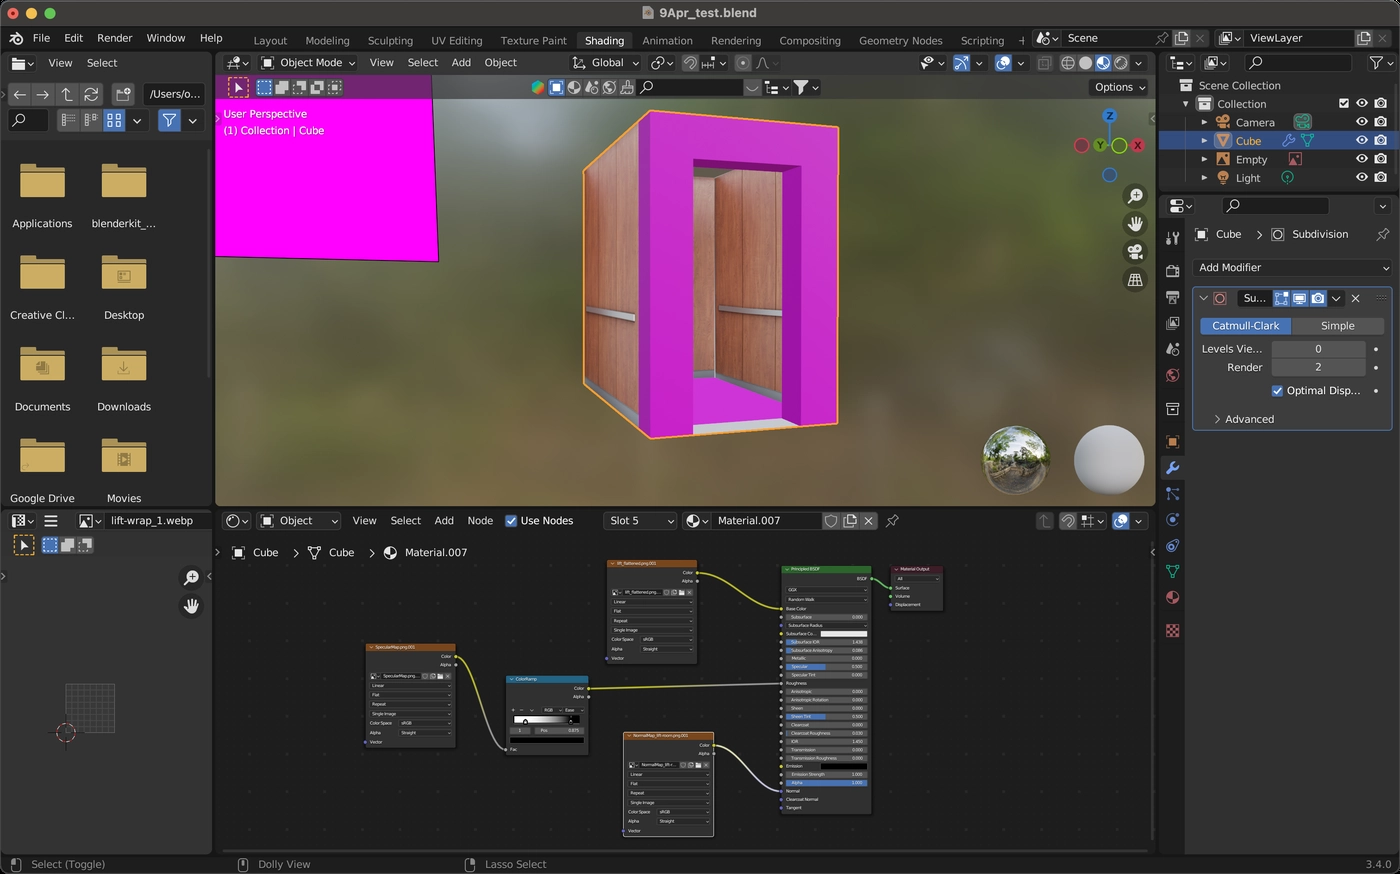 9Apr_test.blend
File Edit Render Window Help Layout Modeling Sculpting UV Editing Texture Paint Shading Animation Rendering Compositing Geometry Nodes Scripting + Scene ViewLayer
View Select
Object Mode View Select Add Object Global
/Users/o...
Options
User Perspective
(1) Collection | Cube
Z
Y
X
Applications
blenderkit_...
Creative Cl...
Desktop
Documents
Downloads
Google Drive
Movies
Scene Collection
Collection
Camera
Cube
Empty
Light
Cube > Subdivision
Add Modifier
Su...
Catmull-Clark Simple
Levels Vie... 0
Render 2
Optimal Disp...
Advanced
lift-wrap_1.webp
Object View Select Add Node Use Nodes Slot 5 Material.007
Cube > Cube > Material.007
lift_flattened.png.001
Color
Alpha
lift_flattened.png...
Linear
Flat
Repeat
Single Image
Color Space sRGB
Alpha Straight
Vector
SpecularMap.png.001
Color
Alpha
SpecularMap.png...
Linear
Flat
Repeat
Single Image
Color Space sRGB
Alpha Straight
Vector
ColorRamp
Color
Alpha
+ − RGB Ease
1 Pos 0.875
Fac
NormalMap_lift-room.png.001
Color
Alpha
NormalMap_lift-r...
Linear
Flat
Repeat
Single Image
Color Space sRGB
Alpha Straight
Vector
Principled BSDF
BSDF
GGX
Random Walk
Base Color
Subsurface 0.000
Subsurface Radius
Subsurface Co...
Subsurface IOR
Subsurface Anisotropy
Metallic 0.000
Specular 0.500
Specular Tint 0.000
Roughness
Anisotropic 0.000
Anisotropic Rotation 0.000
Sheen 0.000
Sheen Tint 0.500
Clearcoat 0.000
Clearcoat Roughness 0.030
IOR 1.450
Transmission 0.000
Transmission Roughness 0.000
Emission
Emission Strength 1.000
Alpha 1.000
Normal
Clearcoat Normal
Tangent
Material Output
All
Surface
Volume
Displacement
Select (Toggle) Dolly View Lasso Select 3.4.0